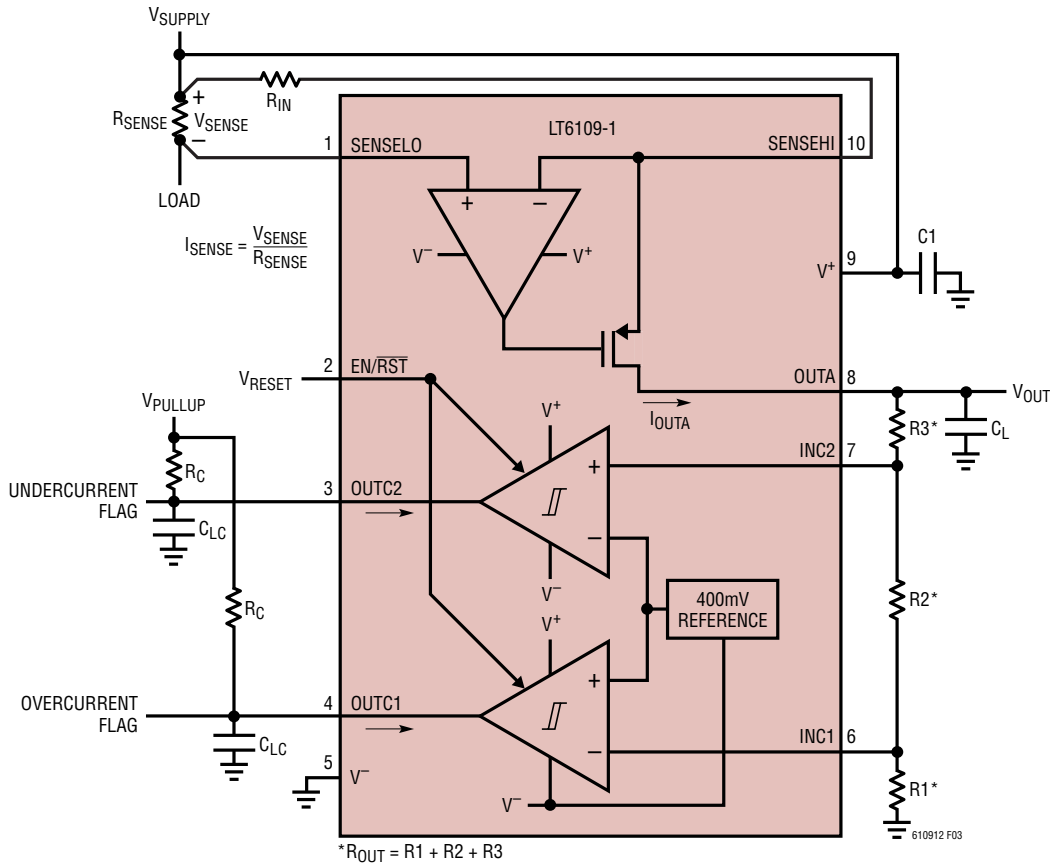 VSUPPLY
RIN
+
RSENSE
VSENSE
−
LOAD
ISENSE = VSENSE
RSENSE
LT6109-1
1
SENSELO
SENSEHI
10
+
−
V−
V+
V+
9
C1
2
EN/RST
VRESET
OUTA
8
VOUT
IOUTA
R3*
CL
VPULLUP
RC
V+
INC2
7
+
UNDERCURRENT
FLAG
3
OUTC2
CLC
−
V−
400mV
REFERENCE
R2*
RC
V+
+
OVERCURRENT
FLAG
4
OUTC1
CLC
−
INC1
6
5
V−
V−
R1*
610912 F03
*ROUT = R1 + R2 + R3